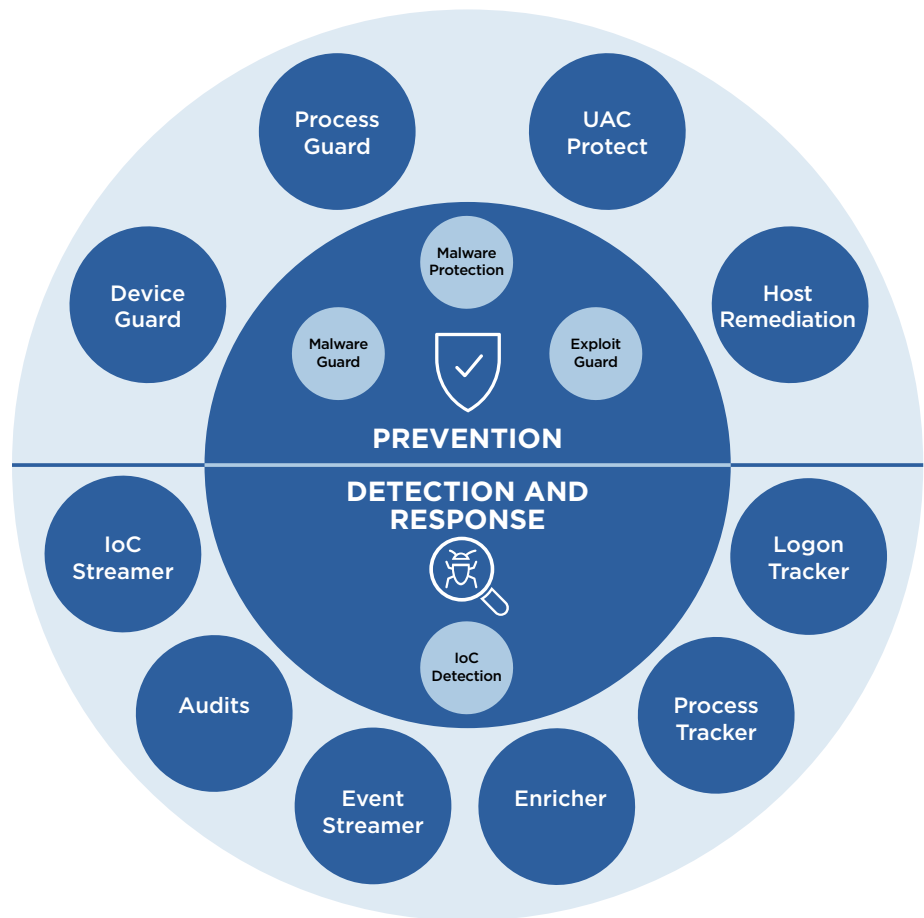 Process
Guard
UAC
Protect
Device
Guard
Host
Remediation
Malware
Protection
Malware
Guard
Exploit
Guard
PREVENTION
DETECTION AND
RESPONSE
IoC
Detection
IoC
Streamer
Logon
Tracker
Audits
Process
Tracker
Event
Streamer
Enricher